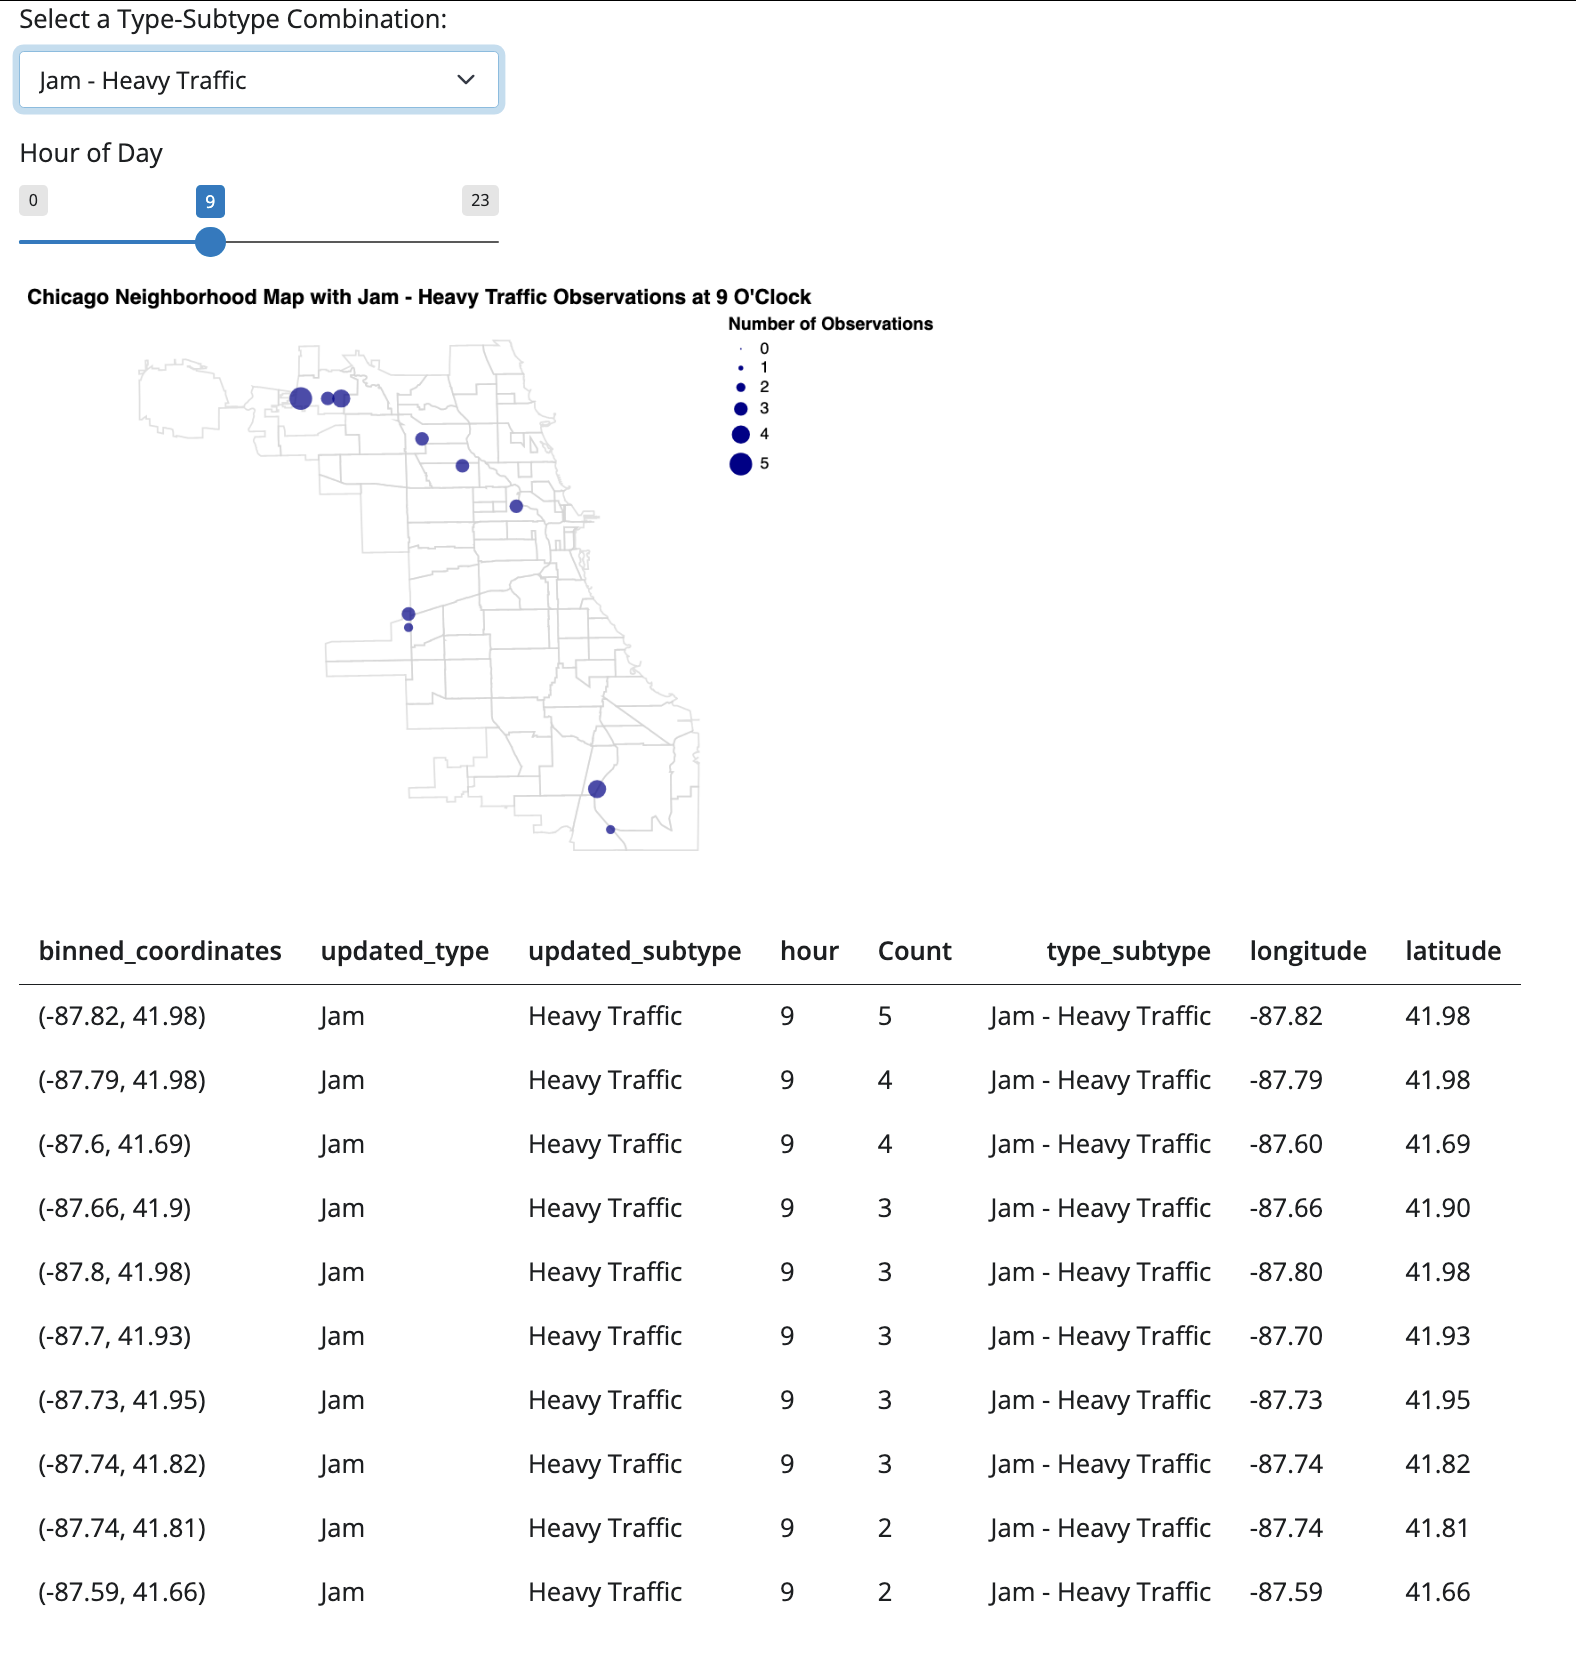 Select a Type-Subtype Combination:
Jam - Heavy Traffic
Hour of Day
0 9 23
Chicago Neighborhood Map with Jam - Heavy Traffic Observations at 9 O'Clock
Number of Observations
0
1
2
3
4
5
binned_coordinates updated_type updated_subtype hour Count type_subtype longitude latitude
(-87.82, 41.98) Jam Heavy Traffic 9 5 Jam - Heavy Traffic -87.82 41.98
(-87.79, 41.98) Jam Heavy Traffic 9 4 Jam - Heavy Traffic -87.79 41.98
(-87.6, 41.69) Jam Heavy Traffic 9 4 Jam - Heavy Traffic -87.60 41.69
(-87.66, 41.9) Jam Heavy Traffic 9 3 Jam - Heavy Traffic -87.66 41.90
(-87.8, 41.98) Jam Heavy Traffic 9 3 Jam - Heavy Traffic -87.80 41.98
(-87.7, 41.93) Jam Heavy Traffic 9 3 Jam - Heavy Traffic -87.70 41.93
(-87.73, 41.95) Jam Heavy Traffic 9 3 Jam - Heavy Traffic -87.73 41.95
(-87.74, 41.82) Jam Heavy Traffic 9 3 Jam - Heavy Traffic -87.74 41.82
(-87.74, 41.81) Jam Heavy Traffic 9 2 Jam - Heavy Traffic -87.74 41.81
(-87.59, 41.66) Jam Heavy Traffic 9 2 Jam - Heavy Traffic -87.59 41.66